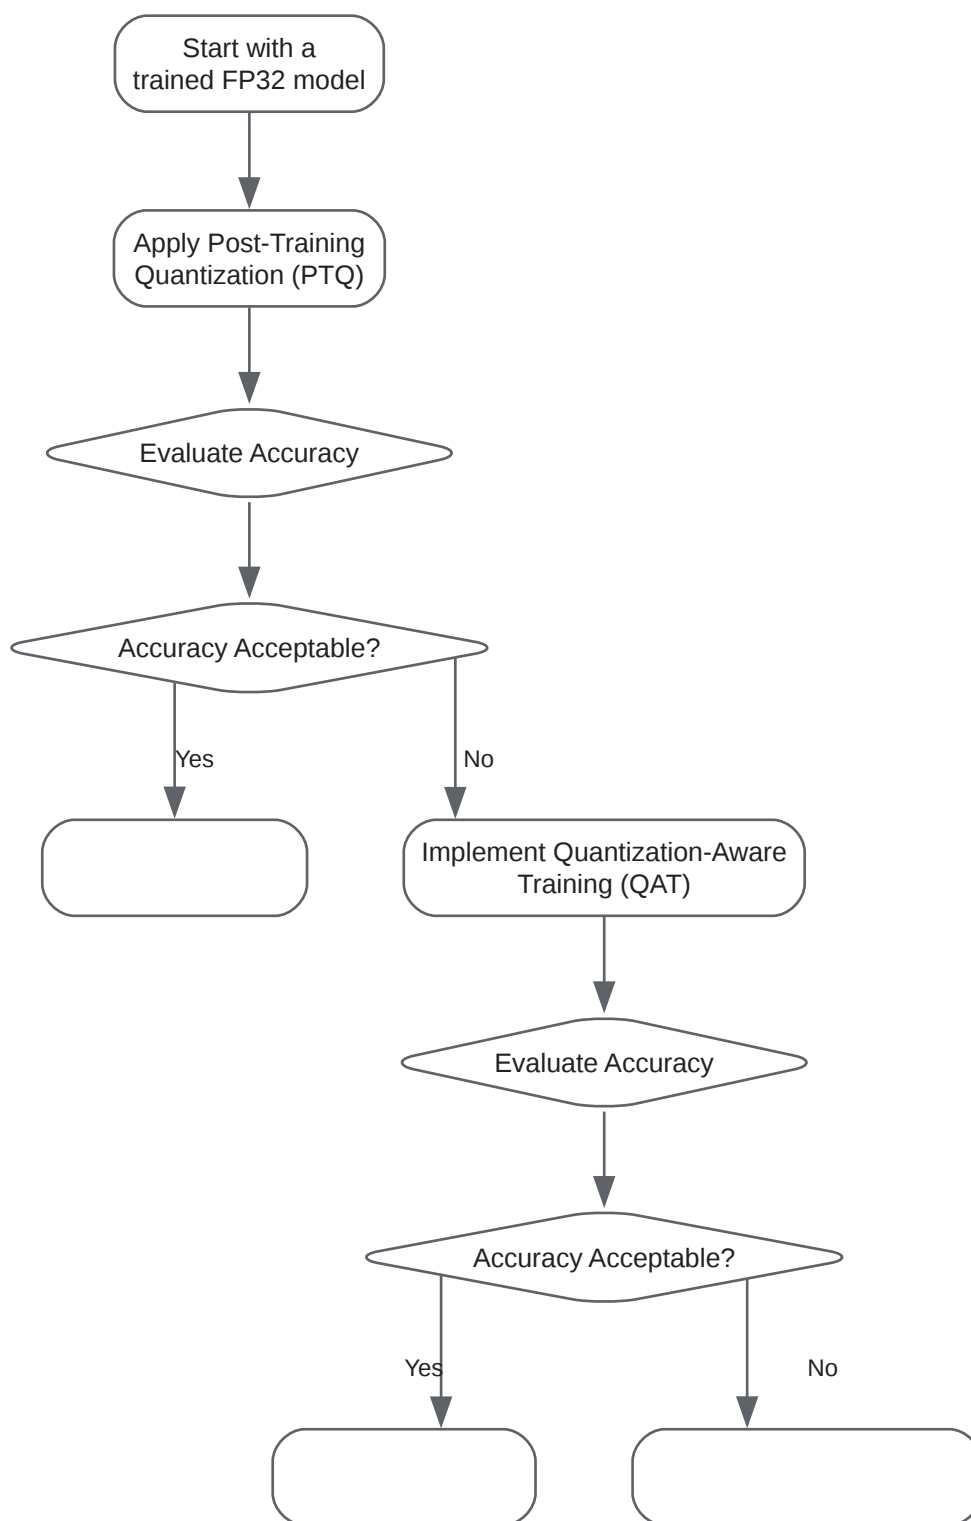 Start with a
trained FP32 model
Apply Post-Training
Quantization (PTQ)
Evaluate Accuracy
Accuracy Acceptable?
Yes
No
Implement Quantization-Aware
Training (QAT)
Evaluate Accuracy
Accuracy Acceptable?
Yes
No